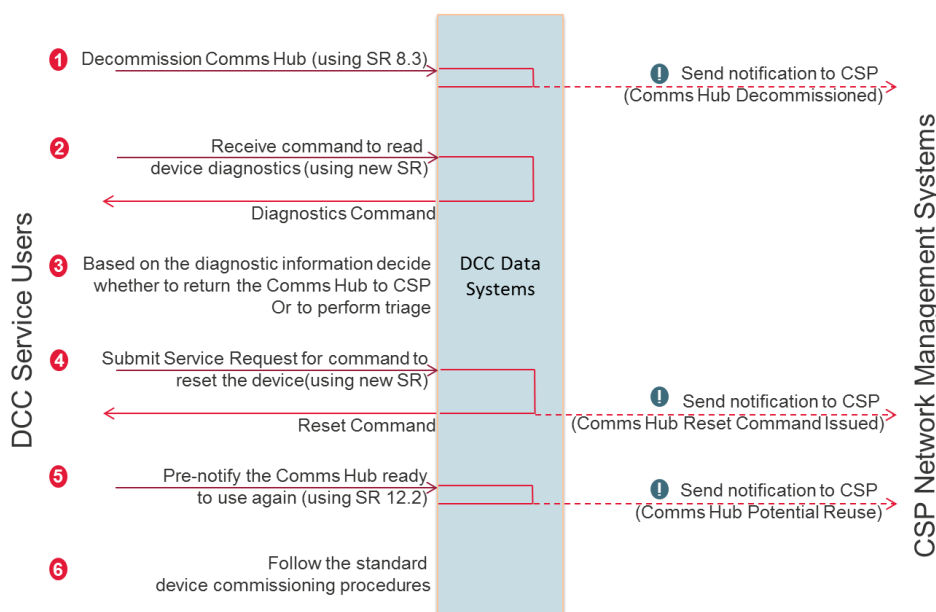 DCC Service Users
1 Decommission Comms Hub (using SR 8.3)
! Send notification to CSP
(Comms Hub Decommissioned)
2 Receive command to read
device diagnostics (using new SR)
Diagnostics Command
3 Based on the diagnostic information decide
whether to return the Comms Hub to CSP
Or to perform triage
DCC Data
Systems
4 Submit Service Request for command to
reset the device(using new SR)
Reset Command
! Send notification to CSP
(Comms Hub Reset Command Issued)
5 Pre-notify the Comms Hub ready
to use again (using SR 12.2)
! Send notification to CSP
(Comms Hub Potential Reuse)
6 Follow the standard
device commissioning procedures
CSP Network Management Systems